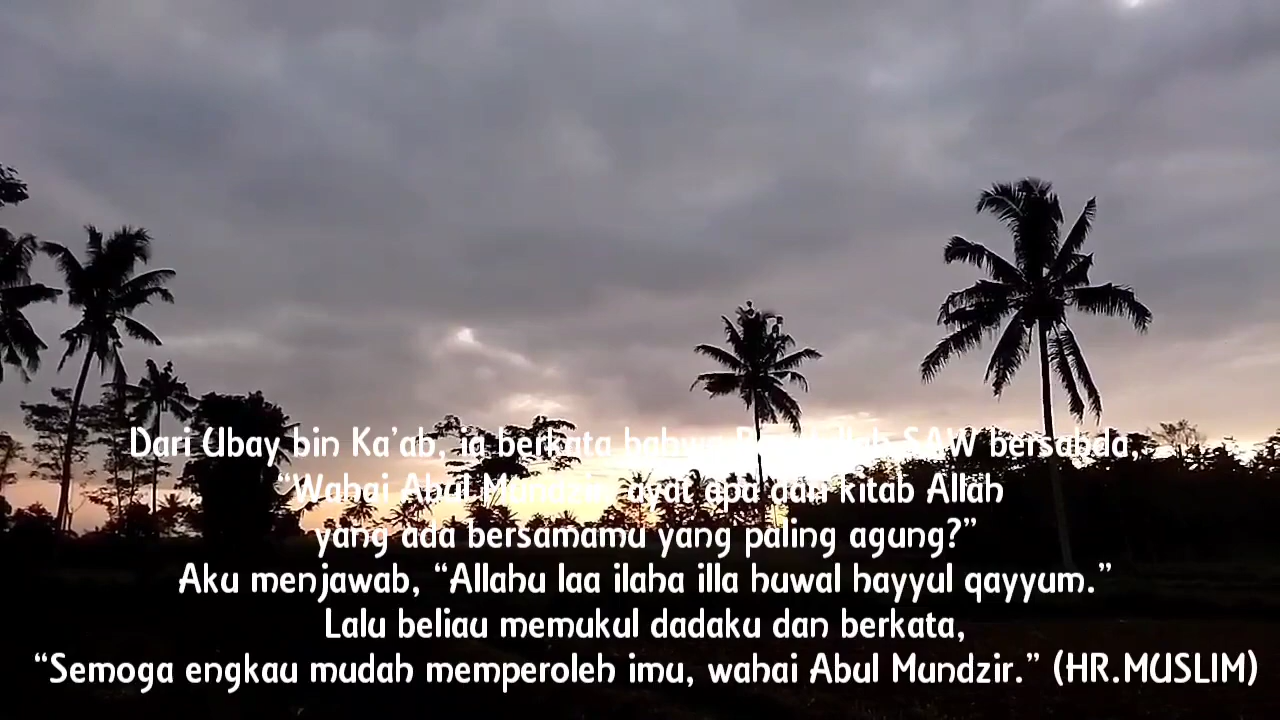 Dari Ubay bin Ka'ab, ia berkata bahwa Rasulullah SAW bersabda,
“Wahai Abul Mundzir, ayat apa dari kitab Allah
yang ada bersamamu yang paling agung?”
Aku menjawab, “Allahu laa ilaha illa huwal hayyul qayyum.”
Lalu beliau memukul dadaku dan berkata,
“Semoga engkau mudah memperoleh imu, wahai Abul Mundzir.” (HR.MUSLIM)